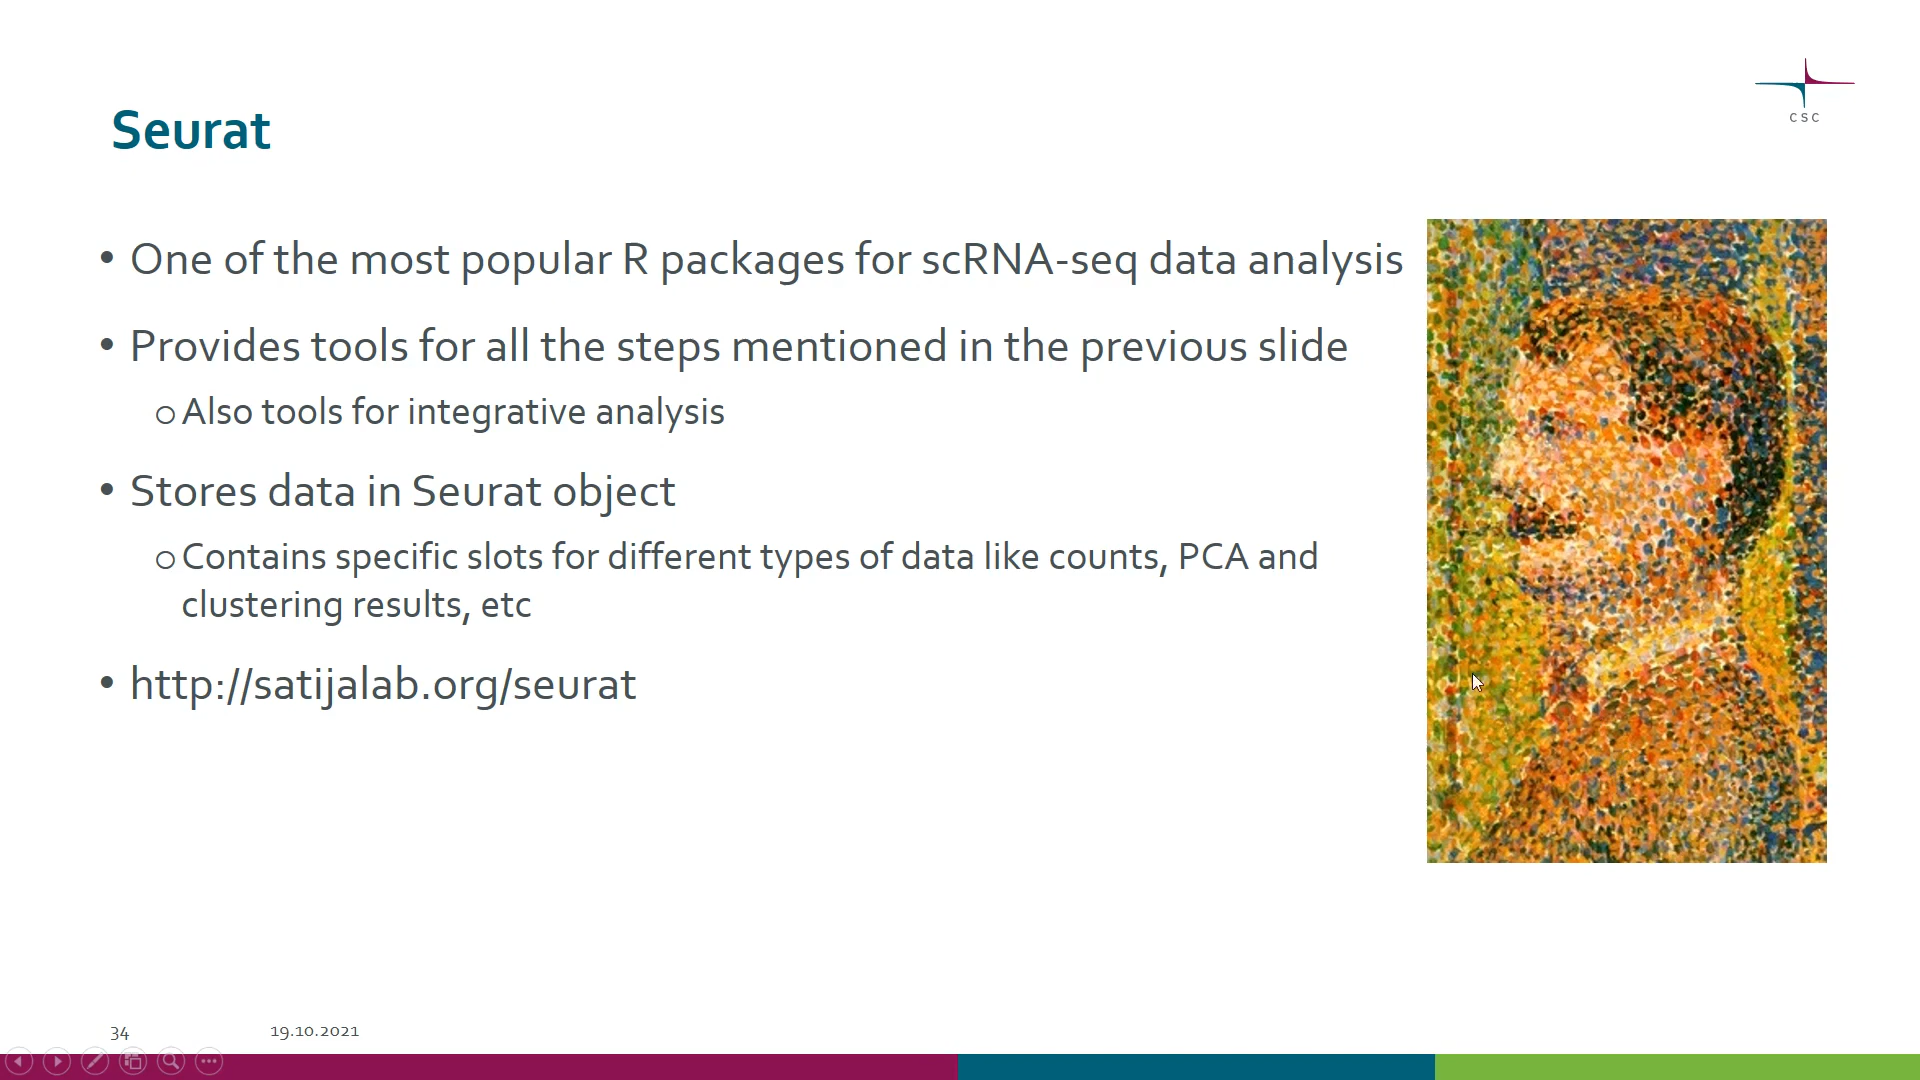 CSC
Seurat
• One of the most popular R packages for scRNA-seq data analysis
• Provides tools for all the steps mentioned in the previous slide
o Also tools for integrative analysis
• Stores data in Seurat object
o Contains specific slots for different types of data like counts, PCA and
clustering results, etc
• http://satijalab.org/seurat
34 19.10.2021